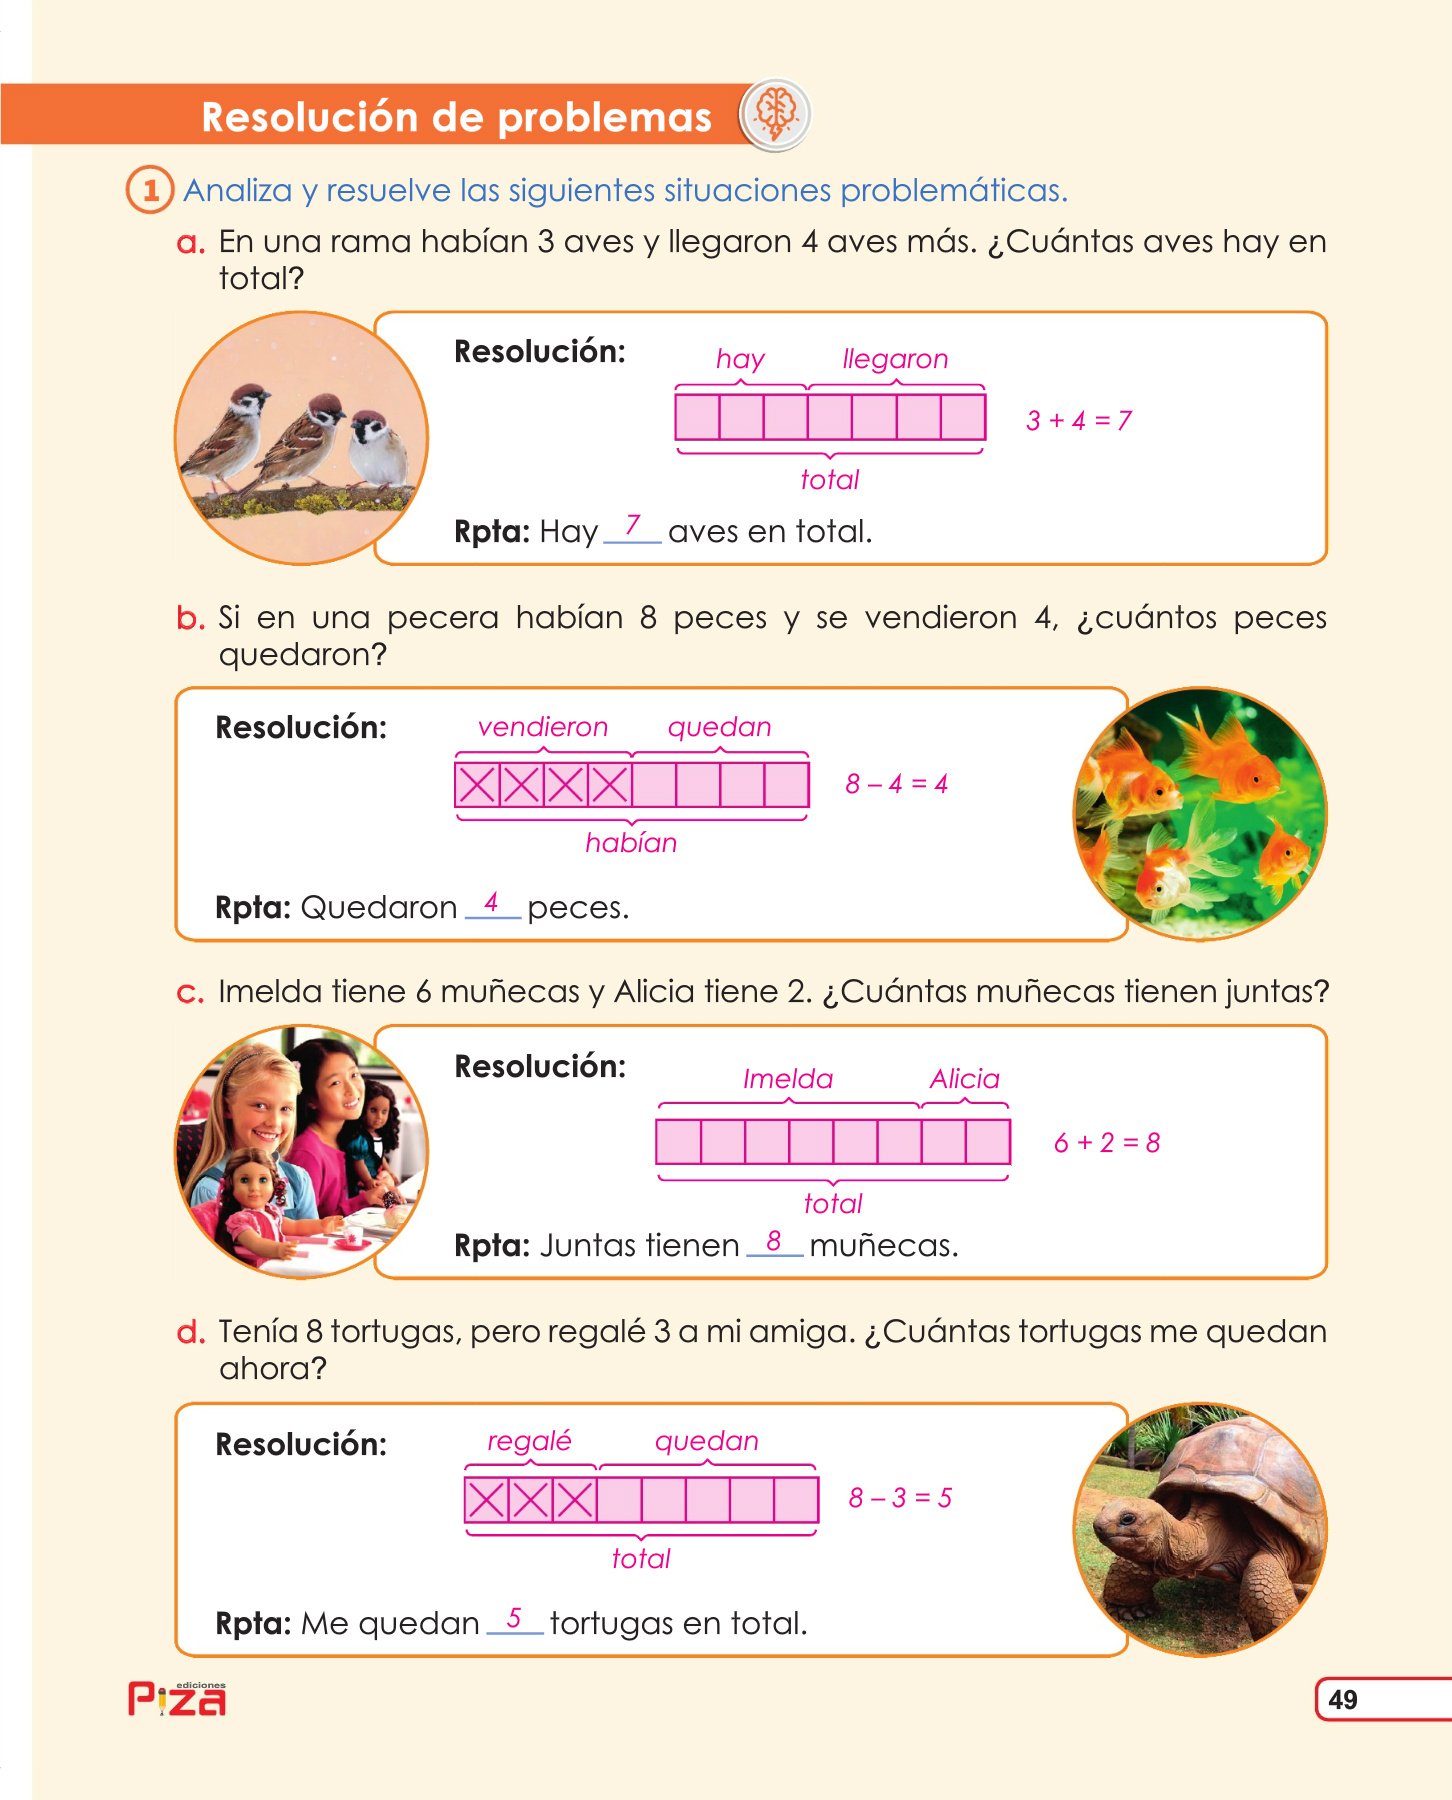 Resolución de problemas
1 Analiza y resuelve las siguientes situaciones problemáticas.
a. En una rama habían 3 aves y llegaron 4 aves más. ¿Cuántas aves hay en
total?
Resolución:
hay llegaron
3 + 4 = 7
total
Rpta: Hay 7 aves en total.
b. Si en una pecera habían 8 peces y se vendieron 4, ¿cuántos peces
quedaron?
Resolución:
vendieron quedan
8 – 4 = 4
habían
Rpta: Quedaron 4 peces.
c. Imelda tiene 6 muñecas y Alicia tiene 2. ¿Cuántas muñecas tienen juntas?
Resolución:
Imelda Alicia
6 + 2 = 8
total
Rpta: Juntas tienen 8 muñecas.
d. Tenía 8 tortugas, pero regalé 3 a mi amiga. ¿Cuántas tortugas me quedan
ahora?
Resolución:
regalé quedan
8 – 3 = 5
total
Rpta: Me quedan 5 tortugas en total.
ediciones
Piza
49